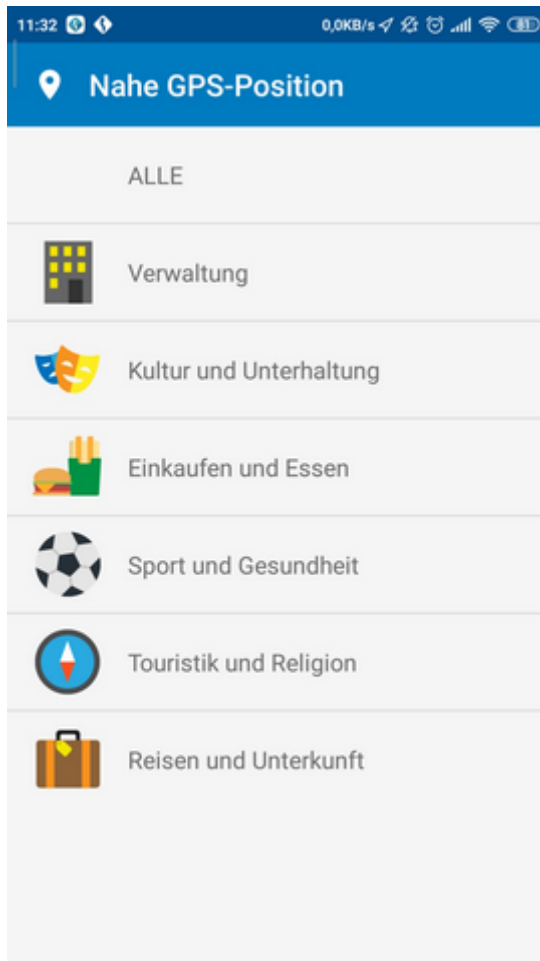 11:32 0,0KB/s 81
Nahe GPS-Position
ALLE
Verwaltung
Kultur und Unterhaltung
Einkaufen und Essen
Sport und Gesundheit
Touristik und Religion
Reisen und Unterkunft